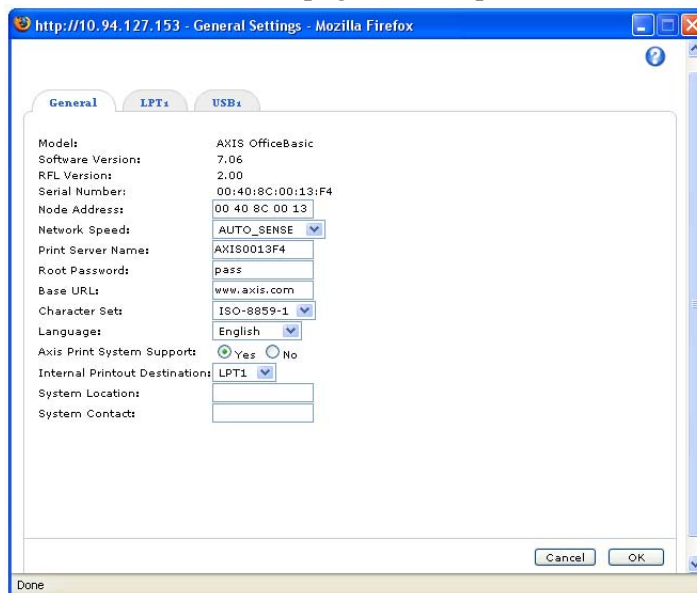 http://10.94.127.153 - General Settings - Mozilla Firefox
General LPT1 USB1
Model: AXIS OfficeBasic
Software Version: 7.06
RFL Version: 2.00
Serial Number: 00:40:8C:00:13:F4
Node Address: 00 40 8C 00 13
Network Speed: AUTO_SENSE
Print Server Name: AXIS0013F4
Root Password: pass
Base URL: www.axis.com
Character Set: ISO-8859-1
Language: English
Axis Print System Support: Yes No
Internal Printout Destination: LPT1
System Location:
System Contact:
Cancel OK
Done